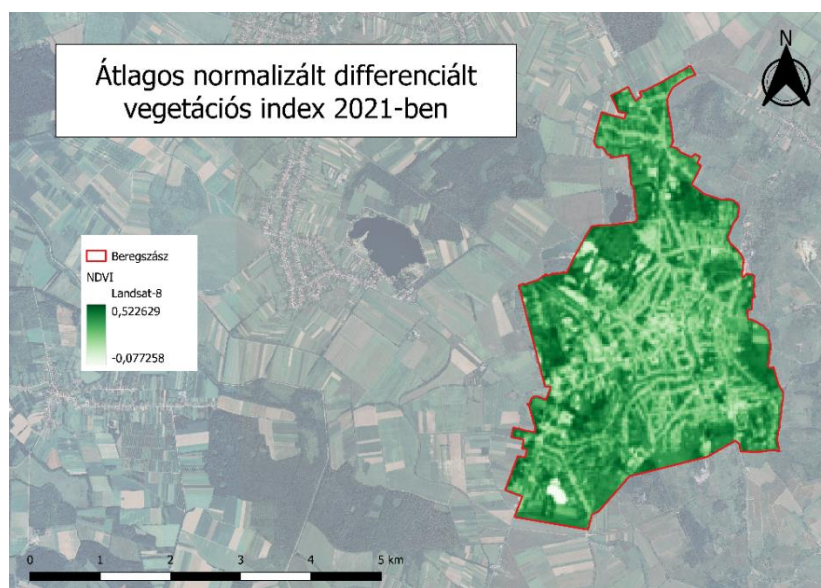 Átlagos normalizált differenciált
vegetációs index 2021-ben
N
Beregszász
NDVI
Landsat-8
0,522629
-0,077258
0 1 2 3 4 5 km